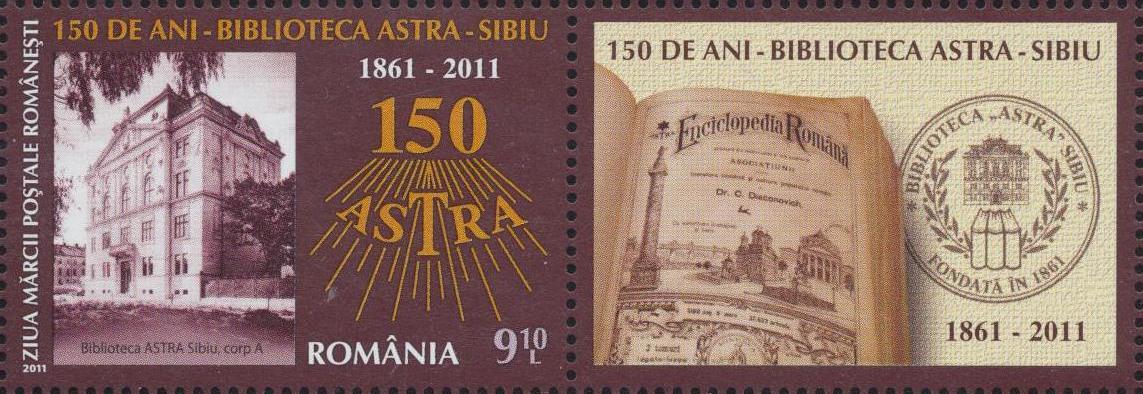 150 DE ANI - BIBLIOTECA ASTRA - SIBIU
1861 - 2011
150
ASTRA
ZIUA MĂRCII POȘTALE ROMÂNEȘTI
2011
Biblioteca ASTRA Sibiu, corp A
ROMÂNIA
9 10 L
150 DE ANI - BIBLIOTECA ASTRA - SIBIU
Enciclopedia Română
ASOCIAȚIUNII
Dr. C. Diaconovich.
BIBLIOTECA „ASTRA” SIBIU
FONDATĂ ÎN 1861
1861 - 2011